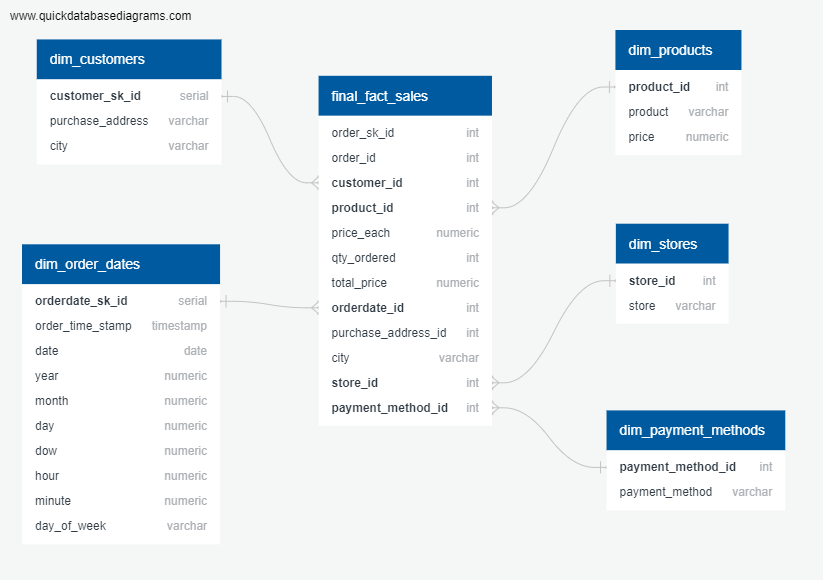 www.quickdatabasediagrams.com
dim_customers
customer_sk_id serial
purchase_address varchar
city varchar
final_fact_sales
order_sk_id int
order_id int
customer_id int
product_id int
price_each numeric
qty_ordered int
total_price numeric
orderdate_id int
purchase_address_id int
city varchar
store_id int
payment_method_id int
dim_products
product_id int
product varchar
price numeric
dim_order_dates
orderdate_sk_id serial
order_time_stamp timestamp
date date
year numeric
month numeric
day numeric
dow numeric
hour numeric
minute numeric
day_of_week varchar
dim_stores
store_id int
store varchar
dim_payment_methods
payment_method_id int
payment_method varchar